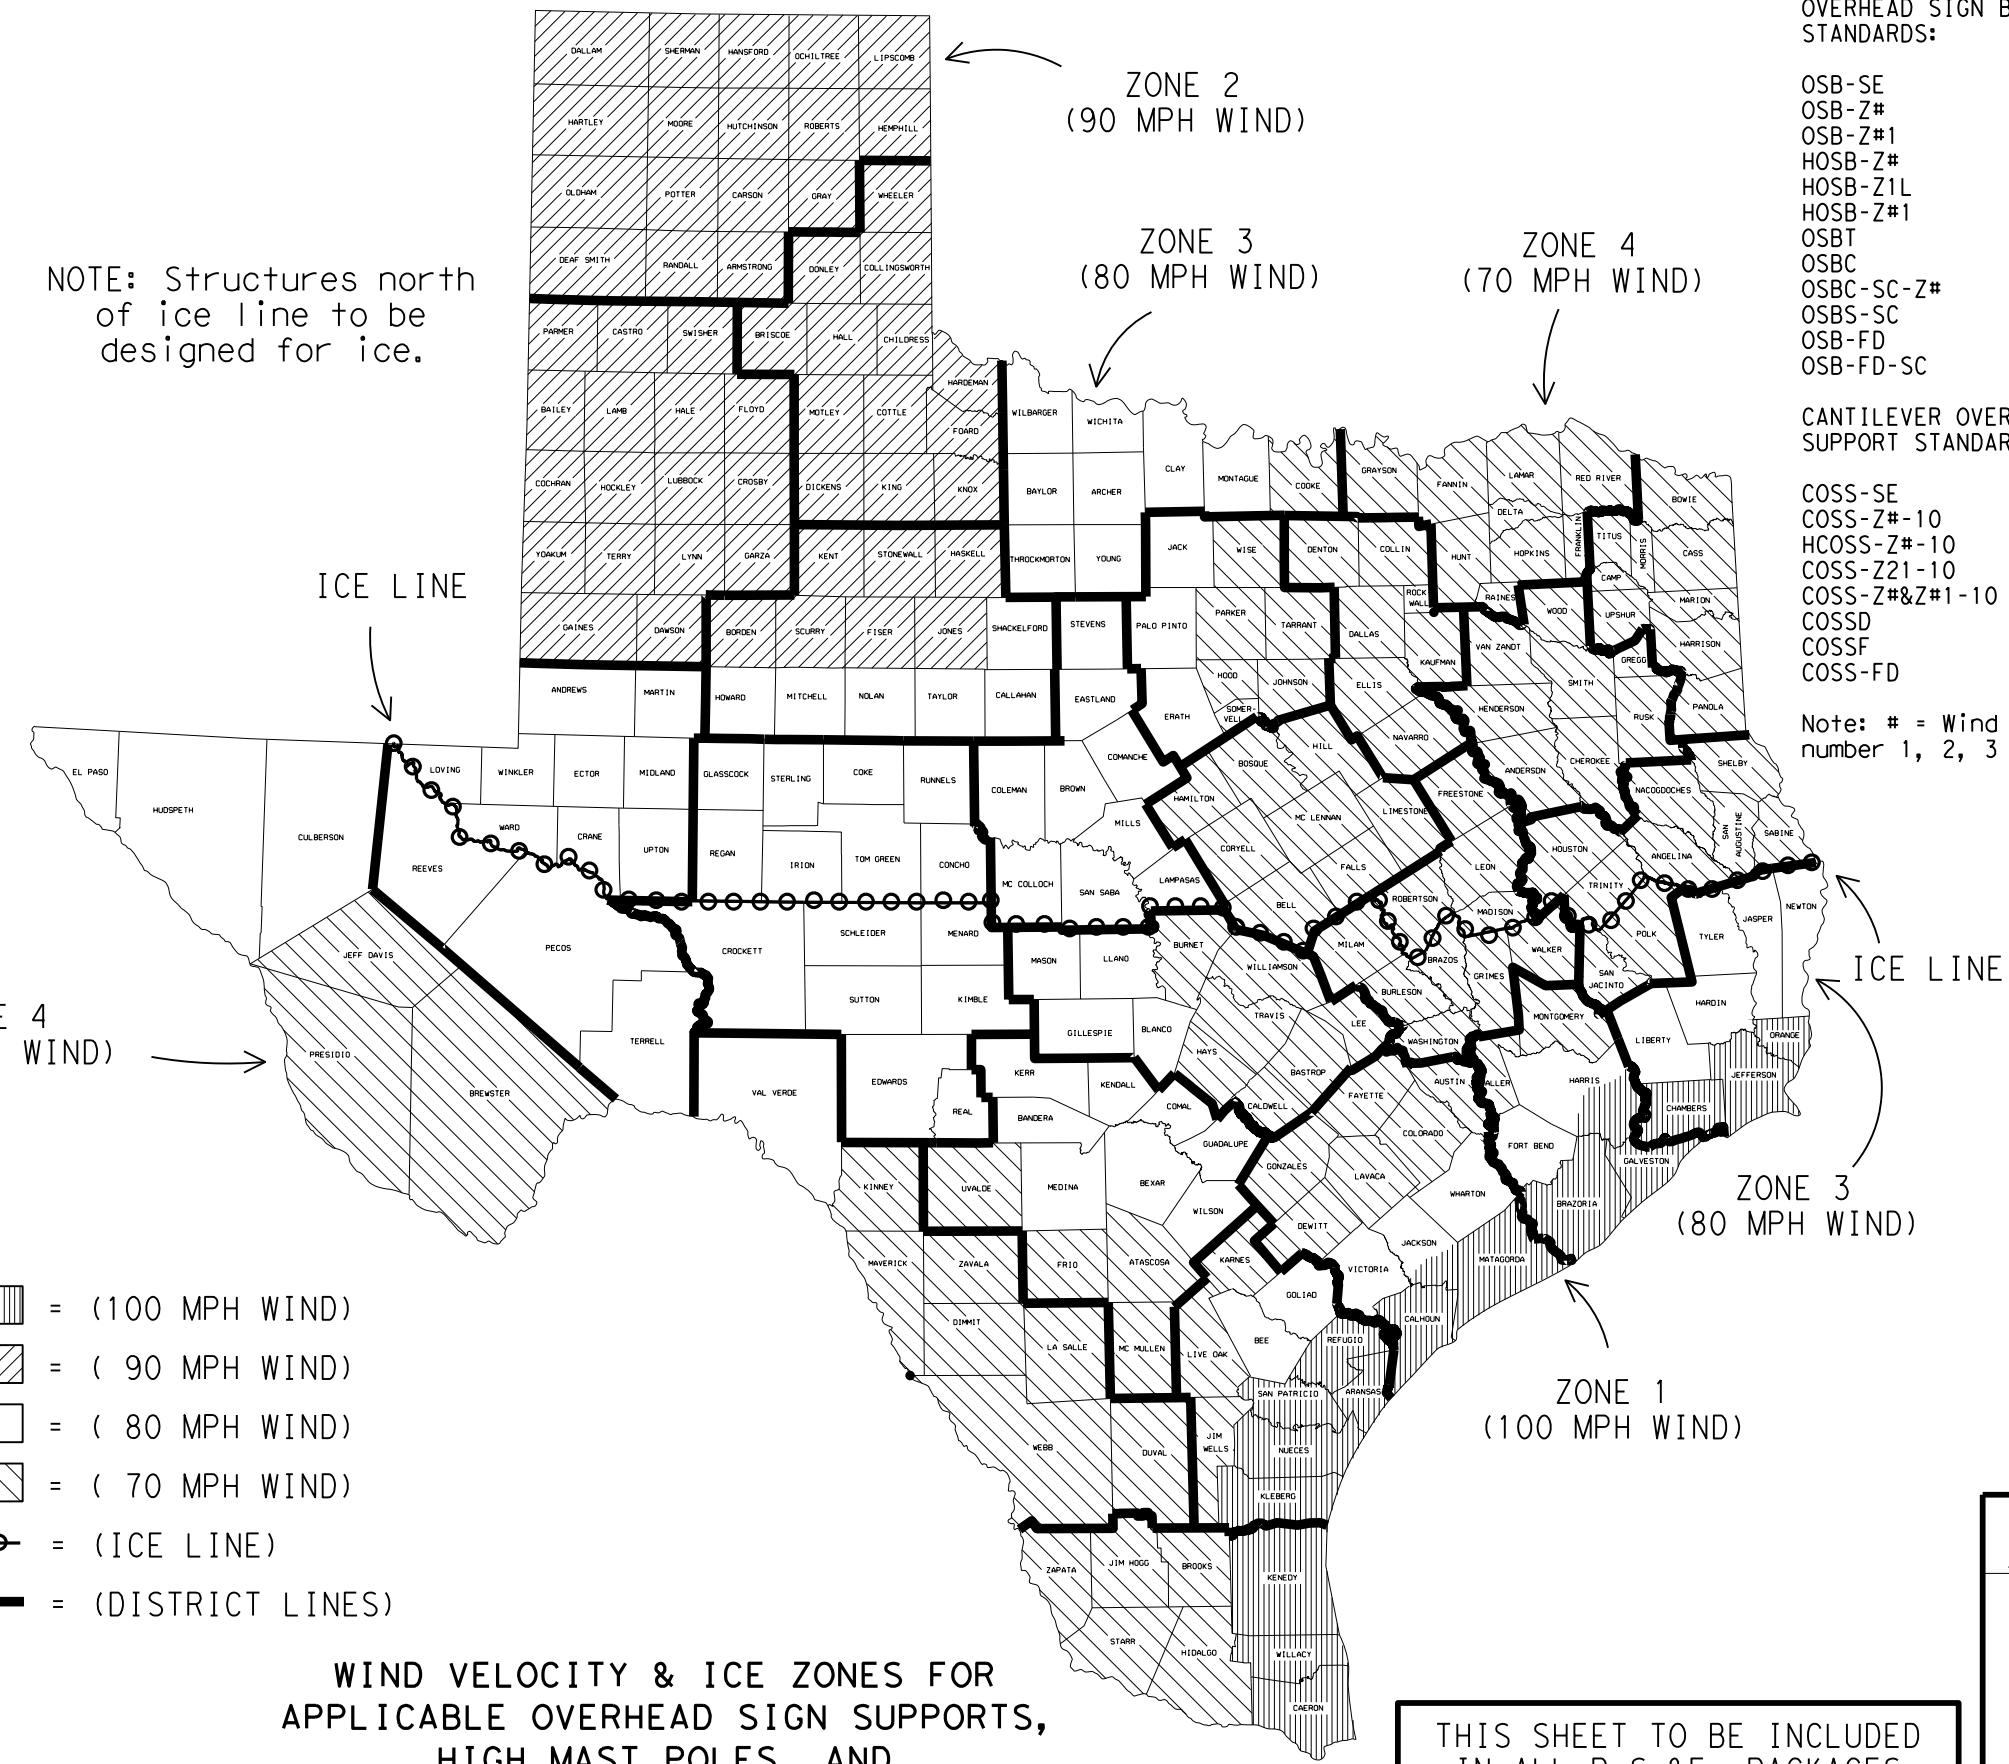 OVERHEAD SIGN B
STANDARDS:
OSB-SE
OSB-Z#
OSB-Z#1
HOSB-Z#
HOSB-Z1L
HOSB-Z#1
OSBT
OSBC
OSBC-SC-Z#
OSBS-SC
OSB-FD
OSB-FD-SC
CANTILEVER OVER
SUPPORT STANDAR
COSS-SE
COSS-Z#-10
HCOSS-Z#-10
COSS-Z21-10
COSS-Z#&Z#1-10
COSSD
COSSF
COSS-FD
Note: # = Wind
number 1, 2, 3
ZONE 2
(90 MPH WIND)
ZONE 3
(80 MPH WIND)
ZONE 4
(70 MPH WIND)
NOTE: Structures north
of ice line to be
designed for ice.
ICE LINE
DALLAM SHERMAN HANSFORD OCHILTREE LIPSCOMB
HARTLEY MOORE HUTCHINSON ROBERTS HEMPHILL
OLDHAM POTTER CARSON GRAY WHEELER
DEAF SMITH RANDALL ARMSTRONG DONLEY COLLINGSWORTH
PARMER CASTRO SWISHER BRISCOE HALL CHILDRESS
HARDEMAN
BAILEY LAMB HALE FLOYD MOTLEY COTTLE
FOARD
WILBARGER WICHITA
COCHRAN HOCKLEY LUBBOCK CROSBY DICKENS KING KNOX BAYLOR ARCHER CLAY MONTAGUE COOKE GRAYSON FANNIN LAMAR RED RIVER BOWIE
DELTA
FRANKLIN
TITUS
MORRIS
CASS
YOAKUM TERRY LYNN GARZA KENT STONEWALL HASKELL THROCKMORTON YOUNG JACK WISE DENTON COLLIN HUNT HOPKINS
CAMP
MARION
GAINES DAWSON BORDEN SCURRY FISER JONES SHACKELFORD STEVENS PALO PINTO PARKER TARRANT DALLAS
ROCK
WALL
RAINES WOOD UPSHUR HARRISON
KAUFMAN VAN ZANDT GREGG
ANDREWS MARTIN HOWARD MITCHELL NOLAN TAYLOR CALLAHAN EASTLAND ERATH HOOD JOHNSON ELLIS HENDERSON SMITH RUSK PANOLA
SOMER-
VELL
NAVARRO
EL PASO HUDSPETH CULBERSON LOVING WINKLER ECTOR MIDLAND GLASSCOCK STERLING COKE RUNNELS COLEMAN BROWN COMANCHE BOSQUE HILL ANDERSON CHEROKEE SHELBY
HAMILTON MC LENNAN LIMESTONE FREESTONE NACOGDOCHES
REEVES WARD CRANE UPTON REGAN IRION TOM GREEN CONCHO MC COLLOCH SAN SABA MILLS LAMPASAS CORYELL FALLS LEON HOUSTON ANGELINA
SAN
AUGUSTINE
SABINE
BELL ROBERTSON MADISON TRINITY
JEFF DAVIS PECOS CROCKETT SCHLEIDER MENARD MASON LLANO BURNET WILLIAMSON MILAM BRAZOS WALKER POLK TYLER JASPER NEWTON
ICE LINE
SUTTON KIMBLE GILLESPIE BLANCO TRAVIS BURLESON GRIMES
SAN
JACINTO
HARDIN
E 4
WIND)
PRESIDIO BREWSTER TERRELL VAL VERDE EDWARDS REAL KERR KENDALL BANDERA HAYS COMAL BASTROP LEE WASHINGTON MONTGOMERY LIBERTY ORANGE
CALDWELL FAYETTE AUSTIN ALLER HARRIS CHAMBERS JEFFERSON
GUADALUPE COLORADO FORT BEND GALVESTON
KINNEY UVALDE MEDINA BEXAR WILSON GONZALES LAVACA WHARTON BRAZORIA
ZONE 3
(80 MPH WIND)
MAVERICK ZAVALA FRIO ATASCOSA KARNES DEWITT VICTORIA JACKSON MATAGORDA
DIMMIT LA SALLE MC MULLEN LIVE OAK BEE GOLIAD REFUGIO CALHOUN
SAN PATRICIO ARANSAS
WEBB DUVAL
JIM
WELLS
NUECES
KLEBERG
ZONE 1
(100 MPH WIND)
ZAPATA JIM HOGG BROOKS KENEDY
STARR HIDALGO WILLACY
CAERON
= (100 MPH WIND)
= ( 90 MPH WIND)
= ( 80 MPH WIND)
= ( 70 MPH WIND)
= (ICE LINE)
= (DISTRICT LINES)
WIND VELOCITY & ICE ZONES FOR
APPLICABLE OVERHEAD SIGN SUPPORTS,
HIGH MAST POLES, AND
THIS SHEET TO BE INCLUDED
IN ALL P.S.&E. PACKAGES